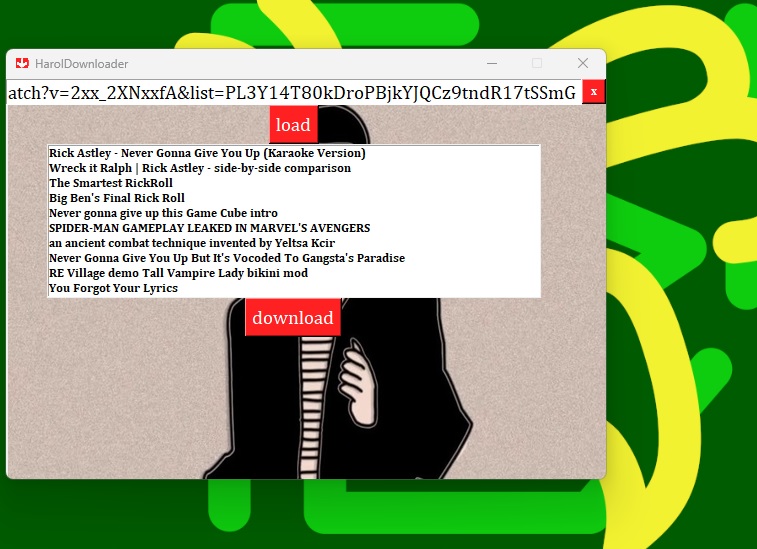 HarolDownloader
atch?v=2xx_2XNxxfA&list=PL3Y14T80kDroPBjkYJQCz9tndR17tSSmG
x
load
Rick Astley - Never Gonna Give You Up (Karaoke Version)
Wreck it Ralph | Rick Astley - side-by-side comparison
The Smartest RickRoll
Big Ben's Final Rick Roll
Never gonna give up this Game Cube intro
SPIDER-MAN GAMEPLAY LEAKED IN MARVEL'S AVENGERS
an ancient combat technique invented by Yeltsa Kcir
Never Gonna Give You Up But It's Vocoded To Gangsta's Paradise
RE Village demo Tall Vampire Lady bikini mod
You Forgot Your Lyrics
download